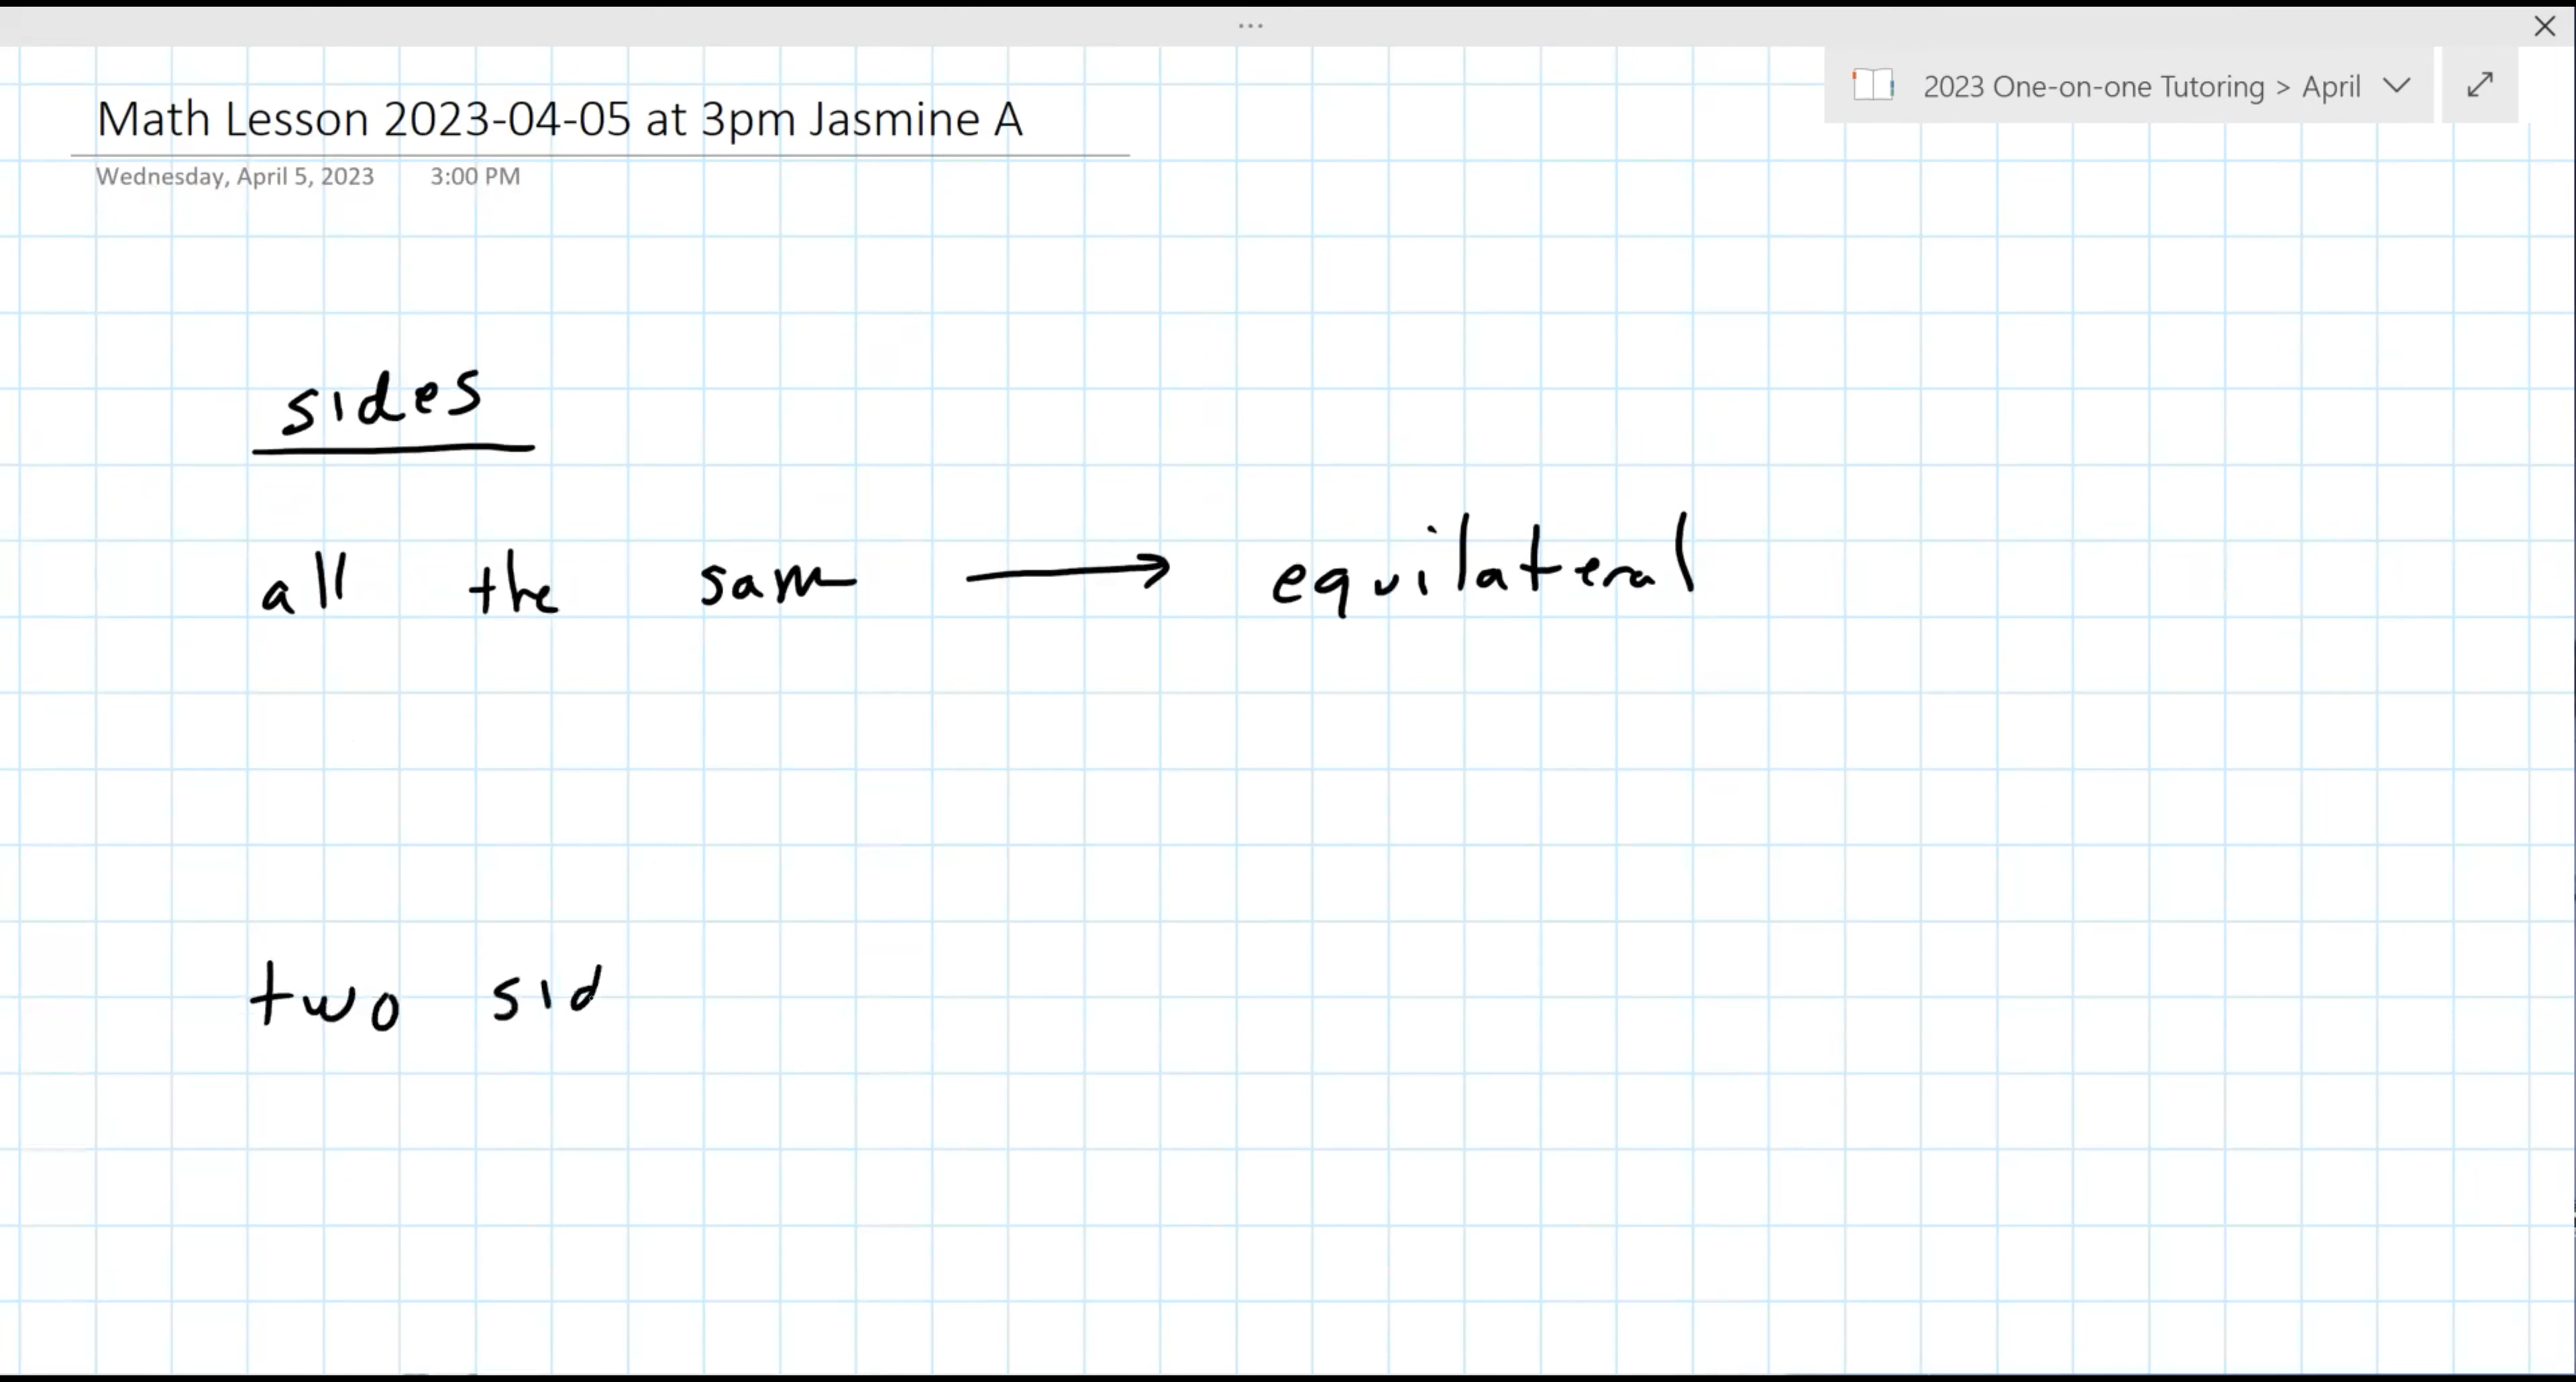 ...
2023 One-on-one Tutoring > April
Math Lesson 2023-04-05 at 3pm Jasmine A
Wednesday, April 5, 2023 3:00 PM
sides
all the same → equilateral
two sid